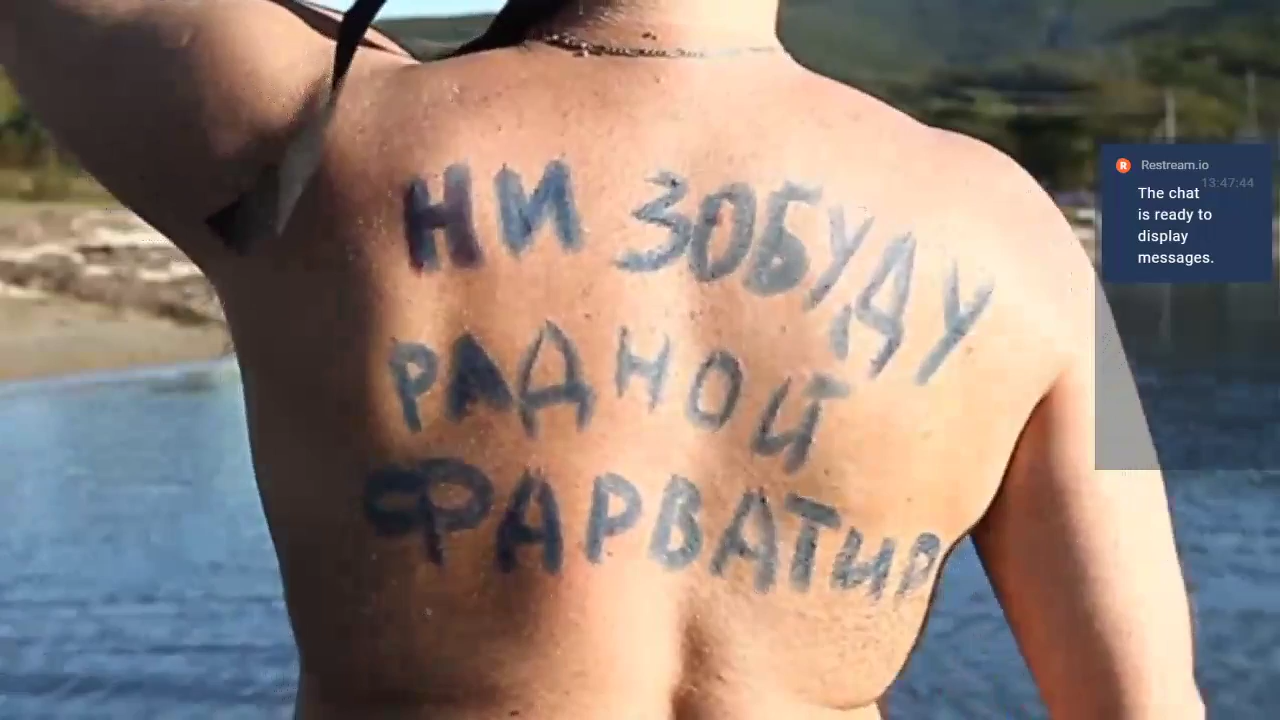 НИ ЗОБУДУ
РАДНОЙ
ФАРВАТИР
Restream.io
13:47:44
The chat
is ready to
display
messages.